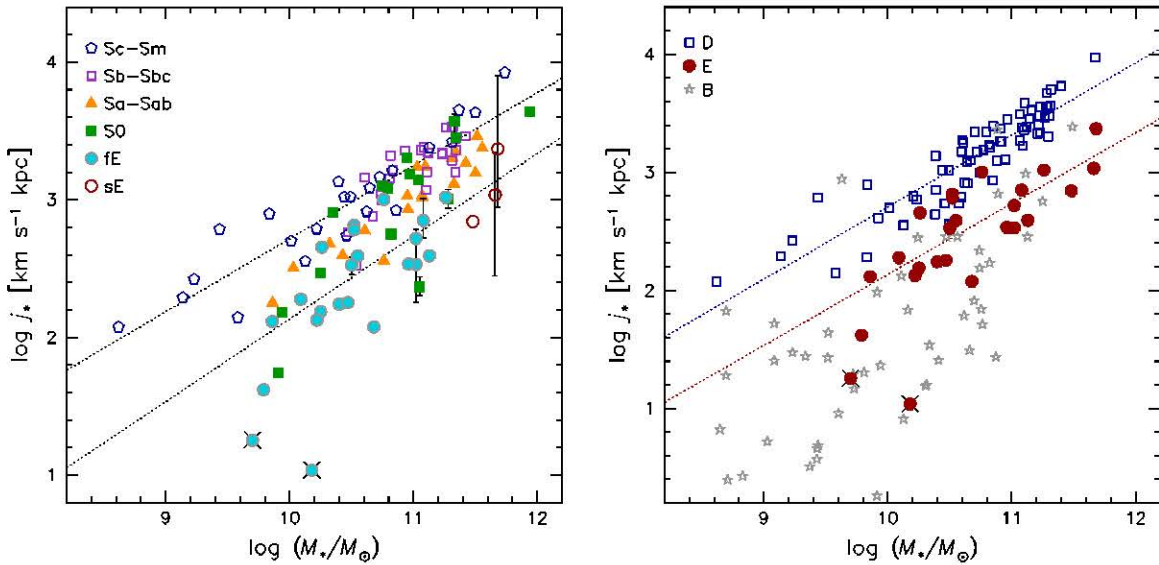 4
3
2
1
9
10
11
12
log j* [km s⁻¹ kpc]
log (M*/M⊙)
Sc−Sm
Sb−Sbc
Sa−Sab
S0
fE
sE
4
3
2
1
9
10
11
12
log j* [km s⁻¹ kpc]
log (M*/M⊙)
D
E
B